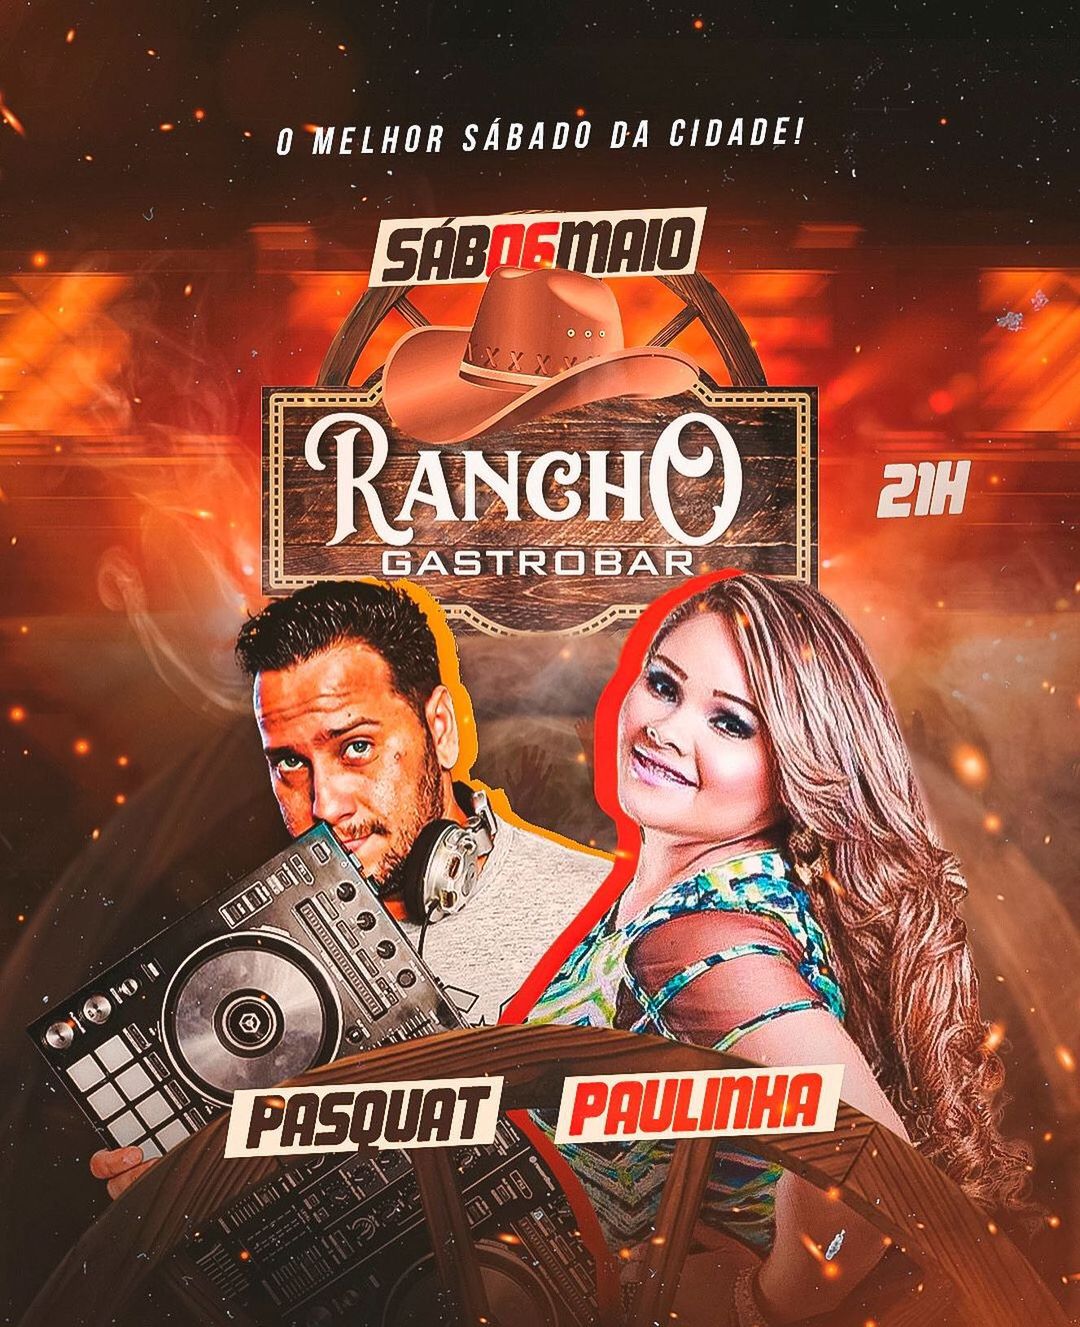 O MELHOR SÁBADO DA CIDADE!
SÁB06MAIO
RANCHO
GASTROBAR
21H
PASQUAT
PAULINHA